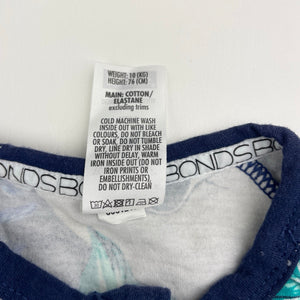 WEIGHT: 10 (KG)
HEIGHT: 76 (CM)
MAIN: COTTON/
ELASTANE
excluding trims
COLD MACHINE WASH
INSIDE OUT WITH LIKE
COLOURS, DO NOT BLEACH
OR SOAK, DO NOT TUMBLE
DRY, LINE DRY IN SHADE
WITHOUT DELAY, WARM
IRON INSIDE OUT (DO NOT
IRON PRINTS OR
EMBELLISHMENTS)
DO NOT DRY-CLEAN
ONDSB
BONDSBO